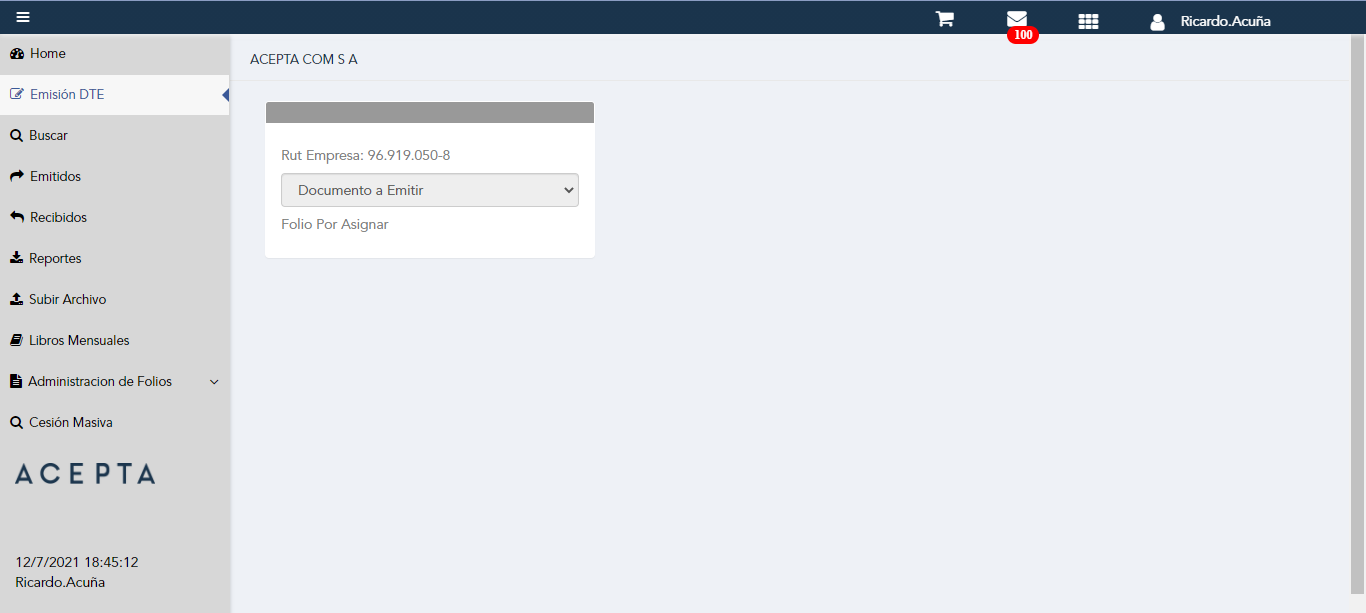 Ricardo.Acuña
100
Home
Emisión DTE
Buscar
Emitidos
Recibidos
Reportes
Subir Archivo
Libros Mensuales
Administracion de Folios
Cesión Masiva
ACEPTA
12/7/2021 18:45:12
Ricardo.Acuña
ACEPTA COM S A
Rut Empresa: 96.919.050-8
Documento a Emitir
Folio Por Asignar